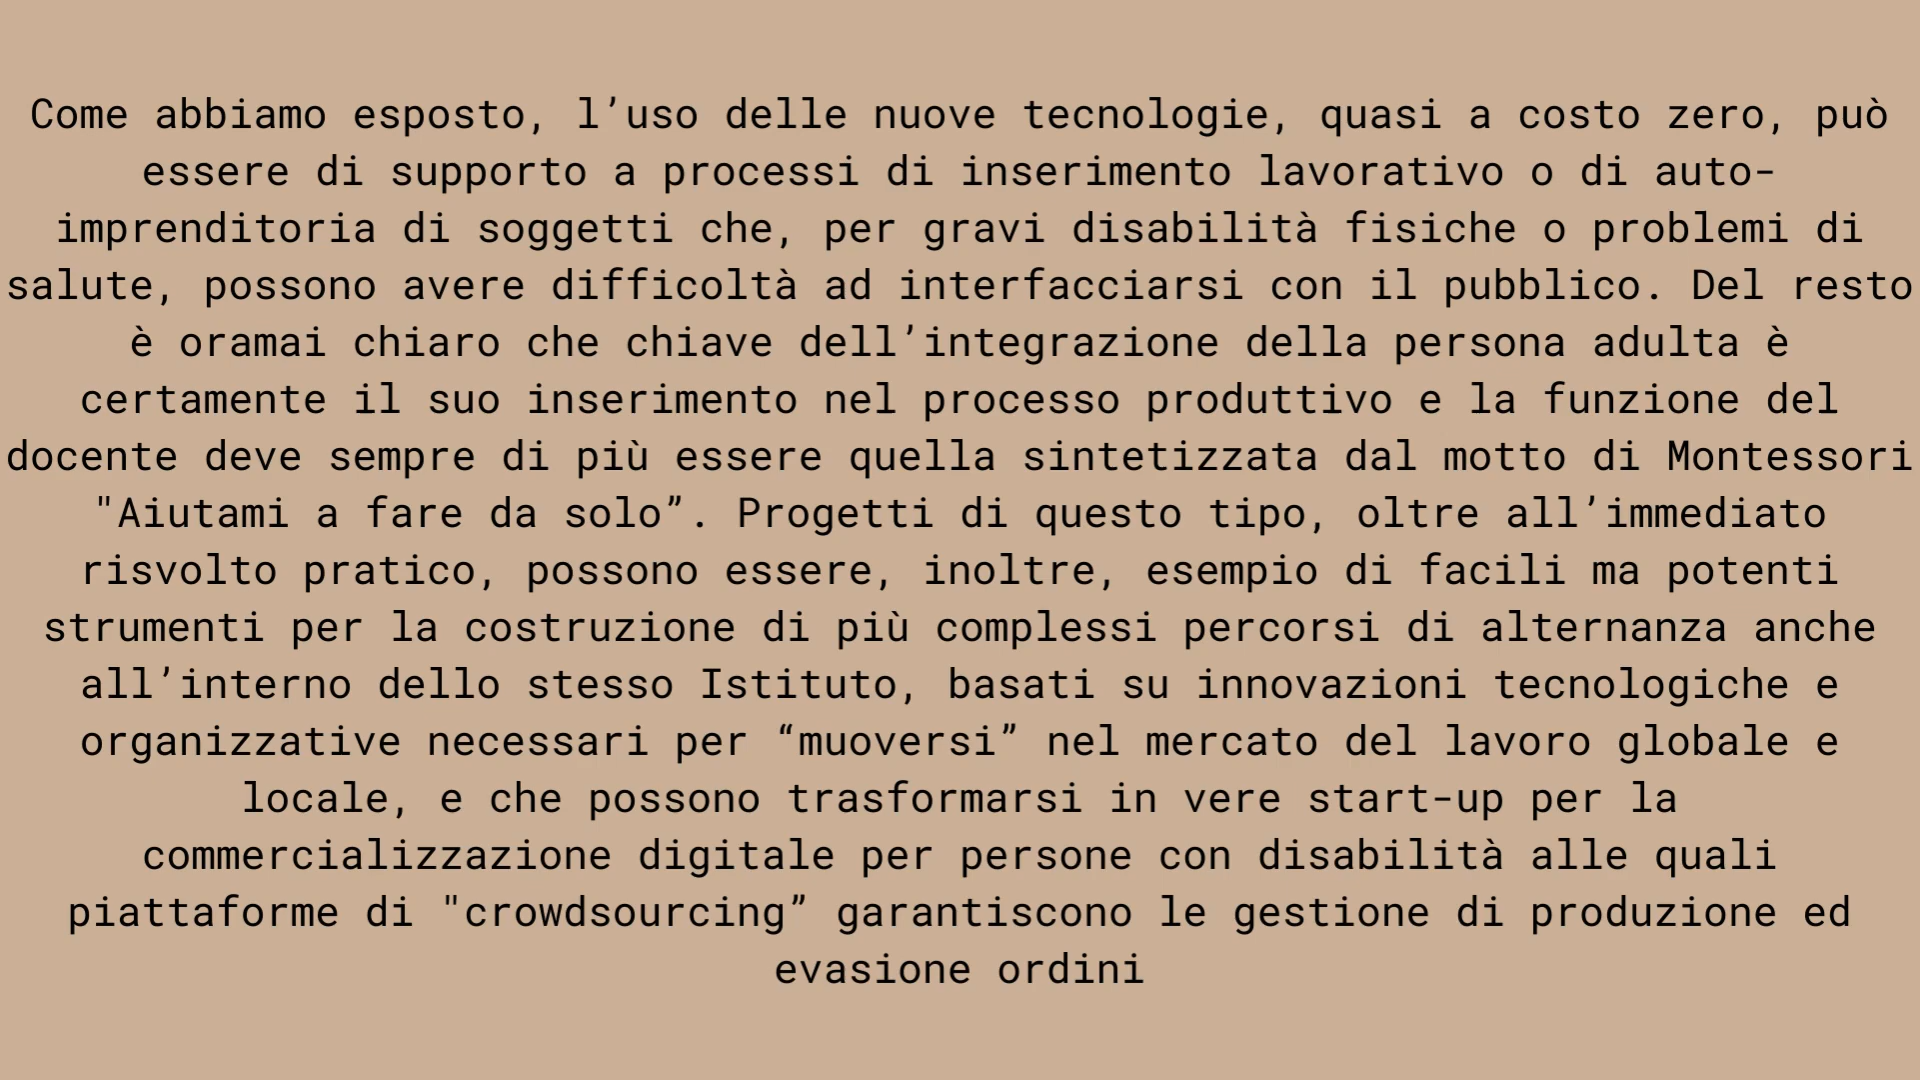 Come abbiamo esposto, l’uso delle nuove tecnologie, quasi a costo zero, può
essere di supporto a processi di inserimento lavorativo o di auto-
imprenditoria di soggetti che, per gravi disabilità fisiche o problemi di
salute, possono avere difficoltà ad interfacciarsi con il pubblico. Del resto
è oramai chiaro che chiave dell’integrazione della persona adulta è
certamente il suo inserimento nel processo produttivo e la funzione del
docente deve sempre di più essere quella sintetizzata dal motto di Montessori
"Aiutami a fare da solo”. Progetti di questo tipo, oltre all’immediato
risvolto pratico, possono essere, inoltre, esempio di facili ma potenti
strumenti per la costruzione di più complessi percorsi di alternanza anche
all’interno dello stesso Istituto, basati su innovazioni tecnologiche e
organizzative necessari per “muoversi” nel mercato del lavoro globale e
locale, e che possono trasformarsi in vere start-up per la
commercializzazione digitale per persone con disabilità alle quali
piattaforme di "crowdsourcing” garantiscono le gestione di produzione ed
evasione ordini